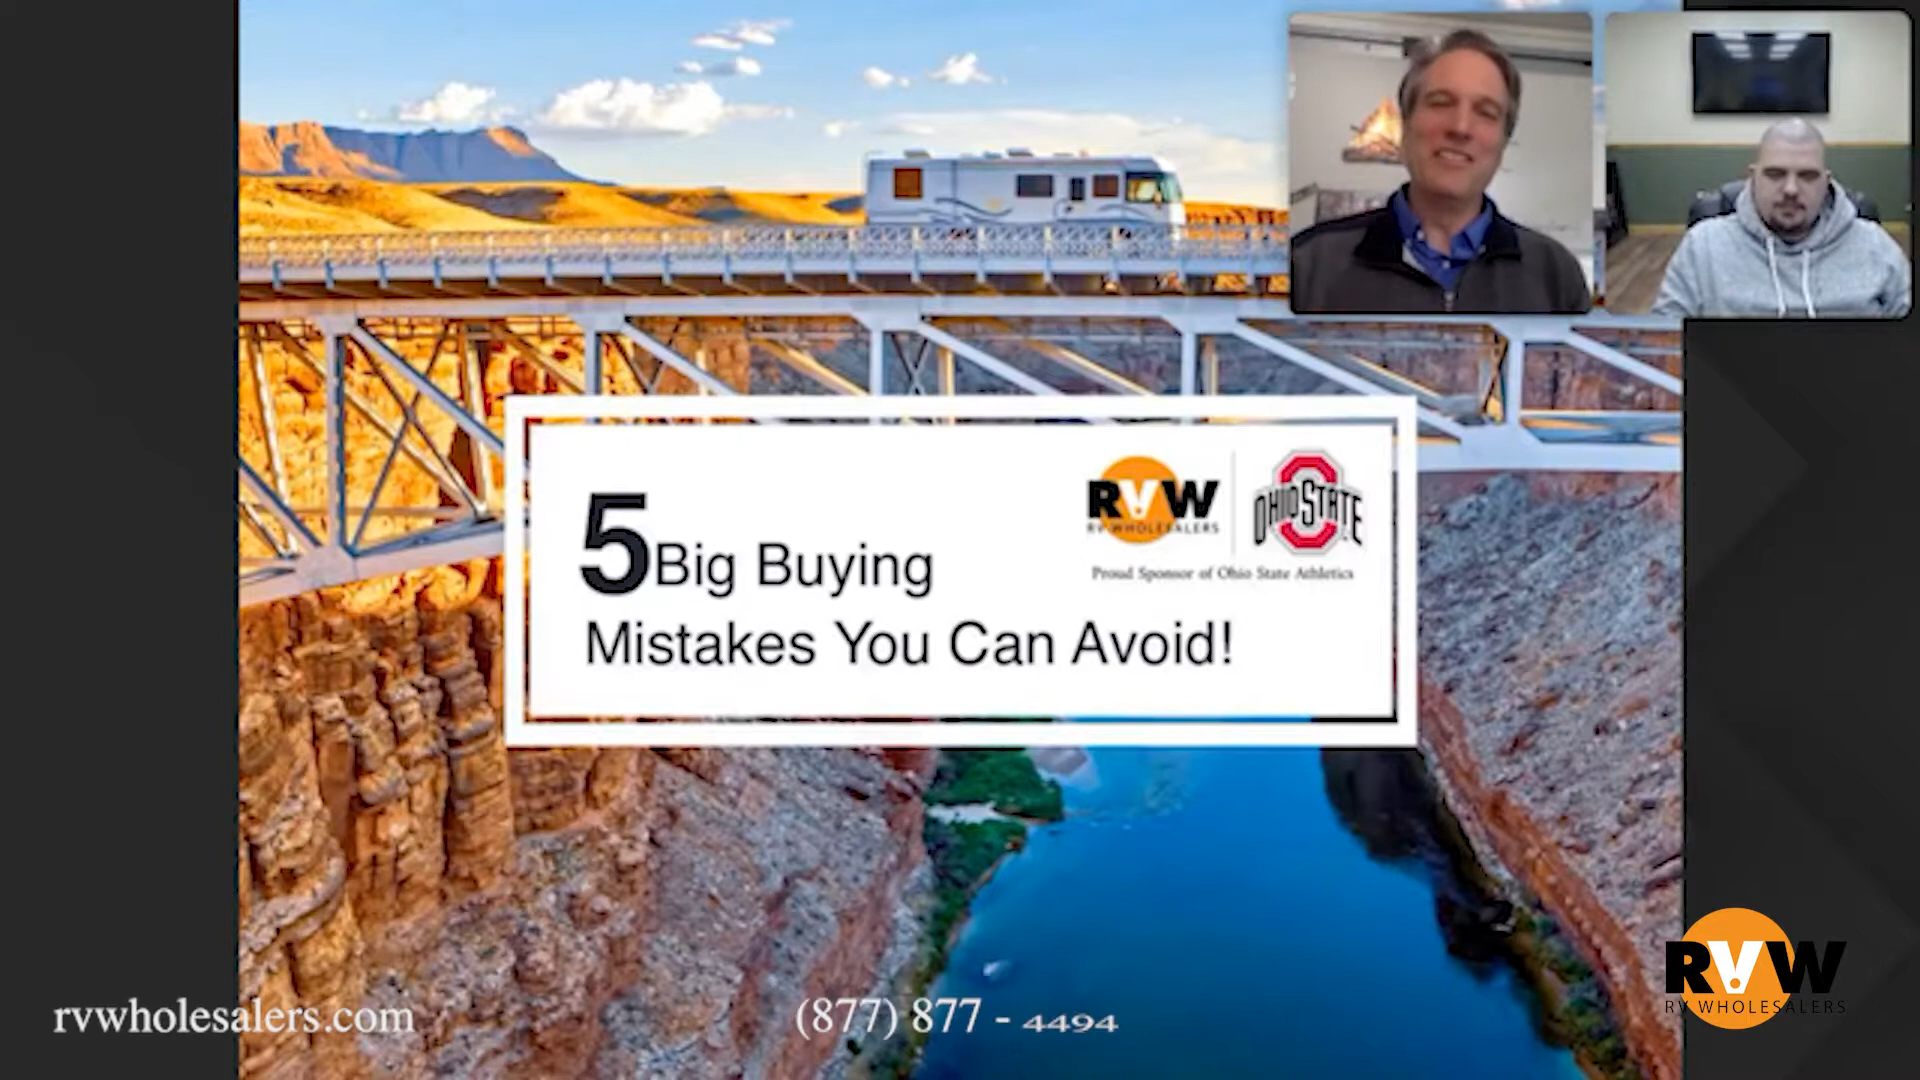 RVW
RV WHOLESALERS
OHIO STATE
Proud Sponsor of Ohio State Athletics
5 Big Buying
Mistakes You Can Avoid!
rvwholesalers.com
(877) 877 - 4494
RVW
RV WHOLESALERS